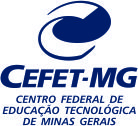 CEFET-MG
CENTRO FEDERAL DE
EDUCAÇÃO TECNOLÓGICA
DE MINAS GERAIS